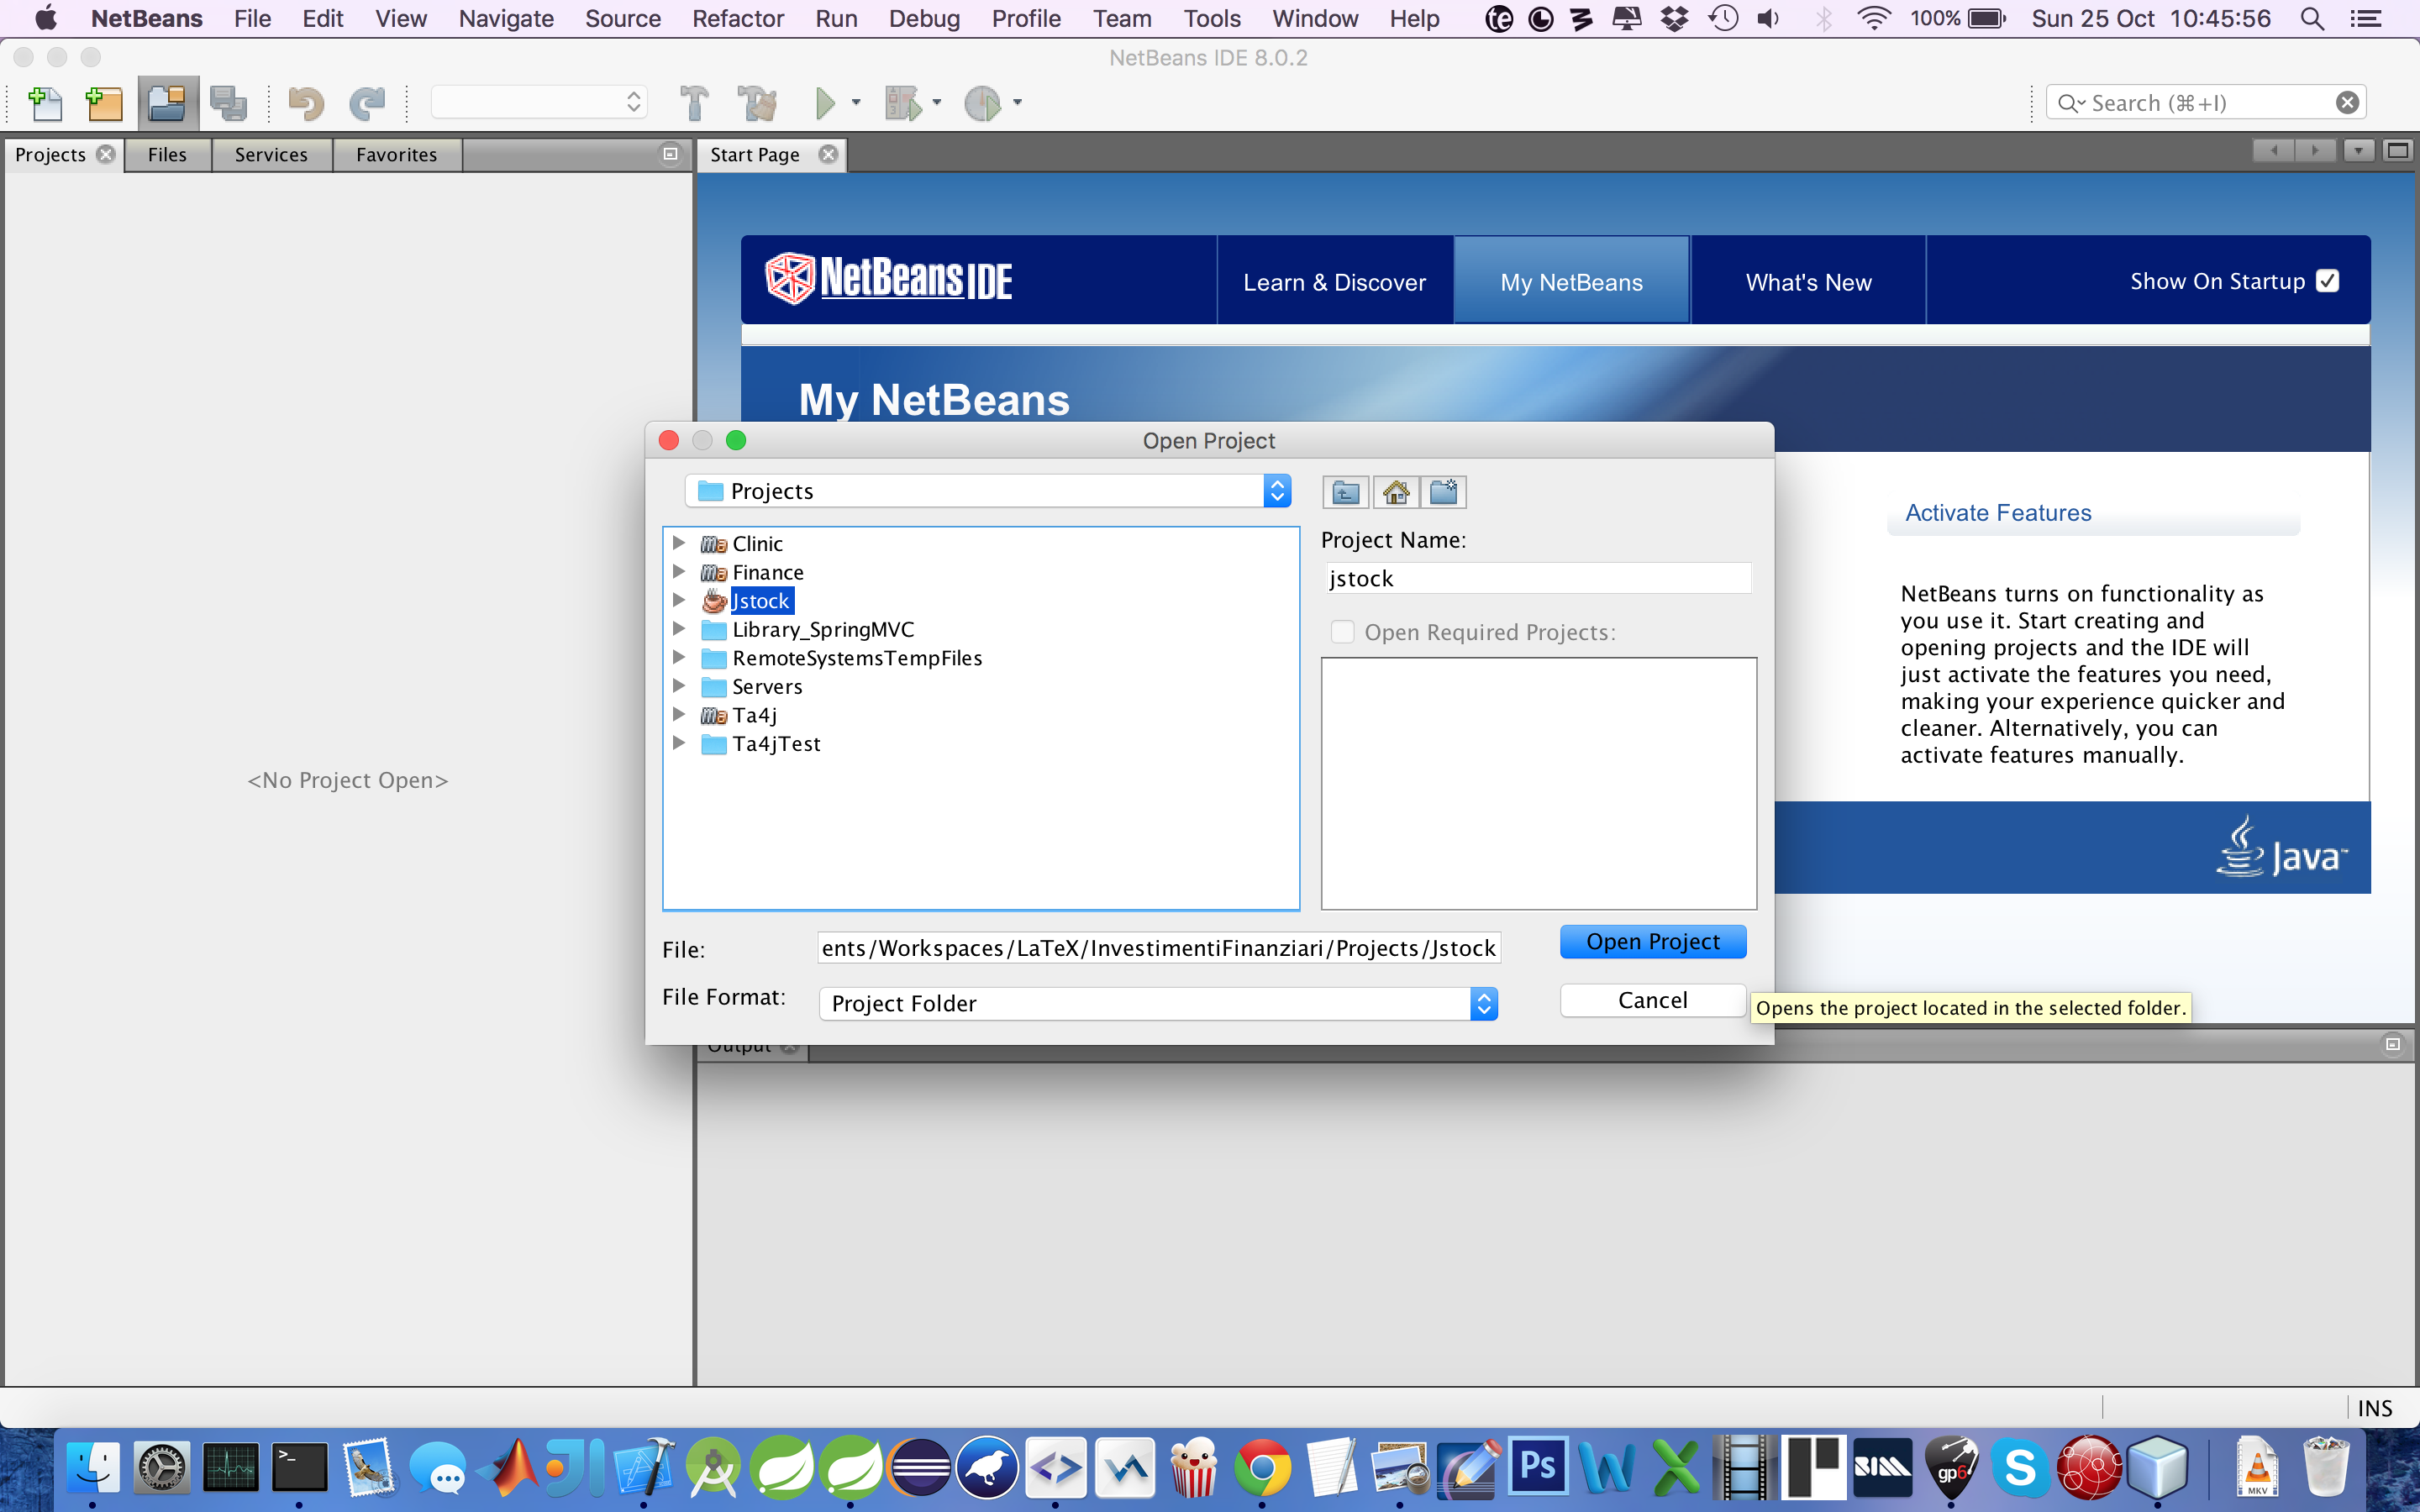 NetBeans File Edit View Navigate Source Refactor Run Debug Profile Team Tools Window Help te 100% Sun 25 Oct 10:45:56
NetBeans IDE 8.0.2
Search (⌘+I)
Projects Files Services Favorites Start Page
NetBeans IDE Learn & Discover My NetBeans What's New Show On Startup
My NetBeans
Open Project
Projects
Clinic
Finance
Jstock
Library_SpringMVC
RemoteSystemsTempFiles
Servers
Ta4j
Ta4jTest
Project Name:
jstock
Open Required Projects:
File: ents/Workspaces/LaTeX/InvestimentiFinanziari/Projects/Jstock Open Project
File Format: Project Folder Cancel
Opens the project located in the selected folder.
Activate Features
NetBeans turns on functionality as
you use it. Start creating and
opening projects and the IDE will
just activate the features you need,
making your experience quicker and
cleaner. Alternatively, you can
activate features manually.
Java™
<No Project Open>
Output
INS
>_ Ps gp6 S MKV